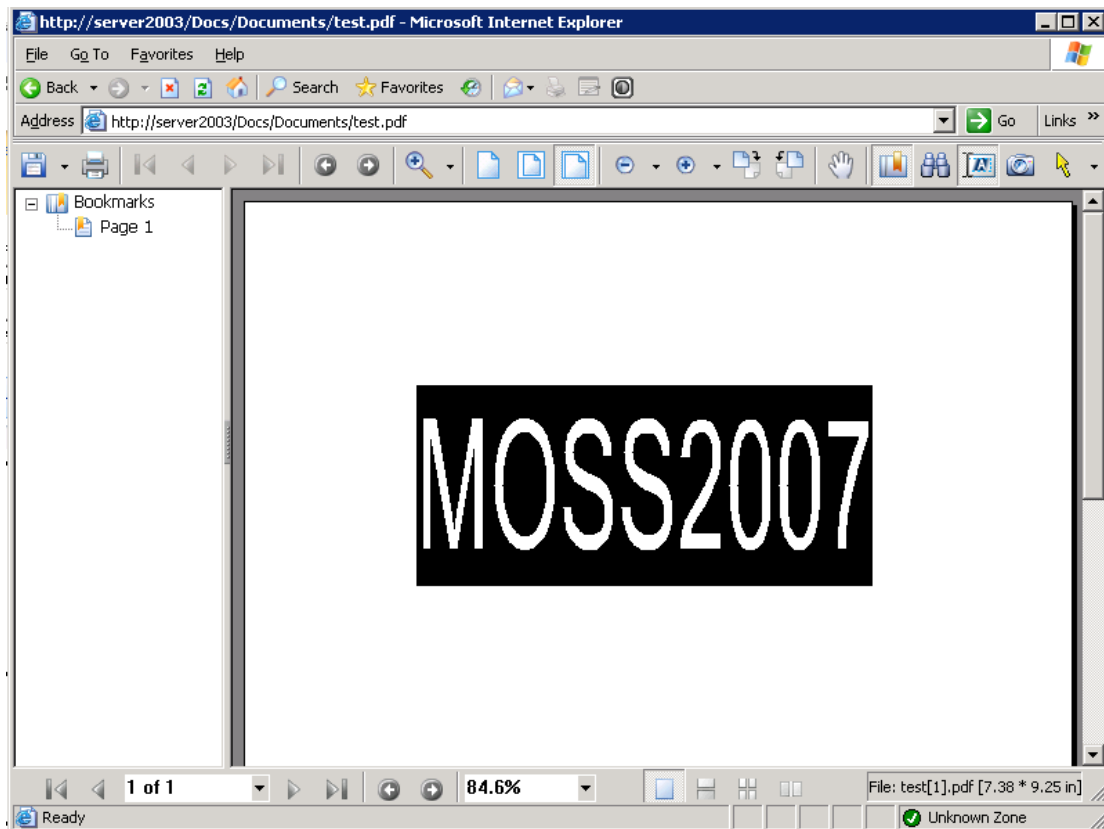 http://server2003/Docs/Documents/test.pdf - Microsoft Internet Explorer
File Go To Favorites Help
Back Search Favorites
Address http://server2003/Docs/Documents/test.pdf Go Links »
Bookmarks
Page 1
MOSS2007
1 of 1 84.6% File: test[1].pdf [7.38 * 9.25 in]
Ready Unknown Zone